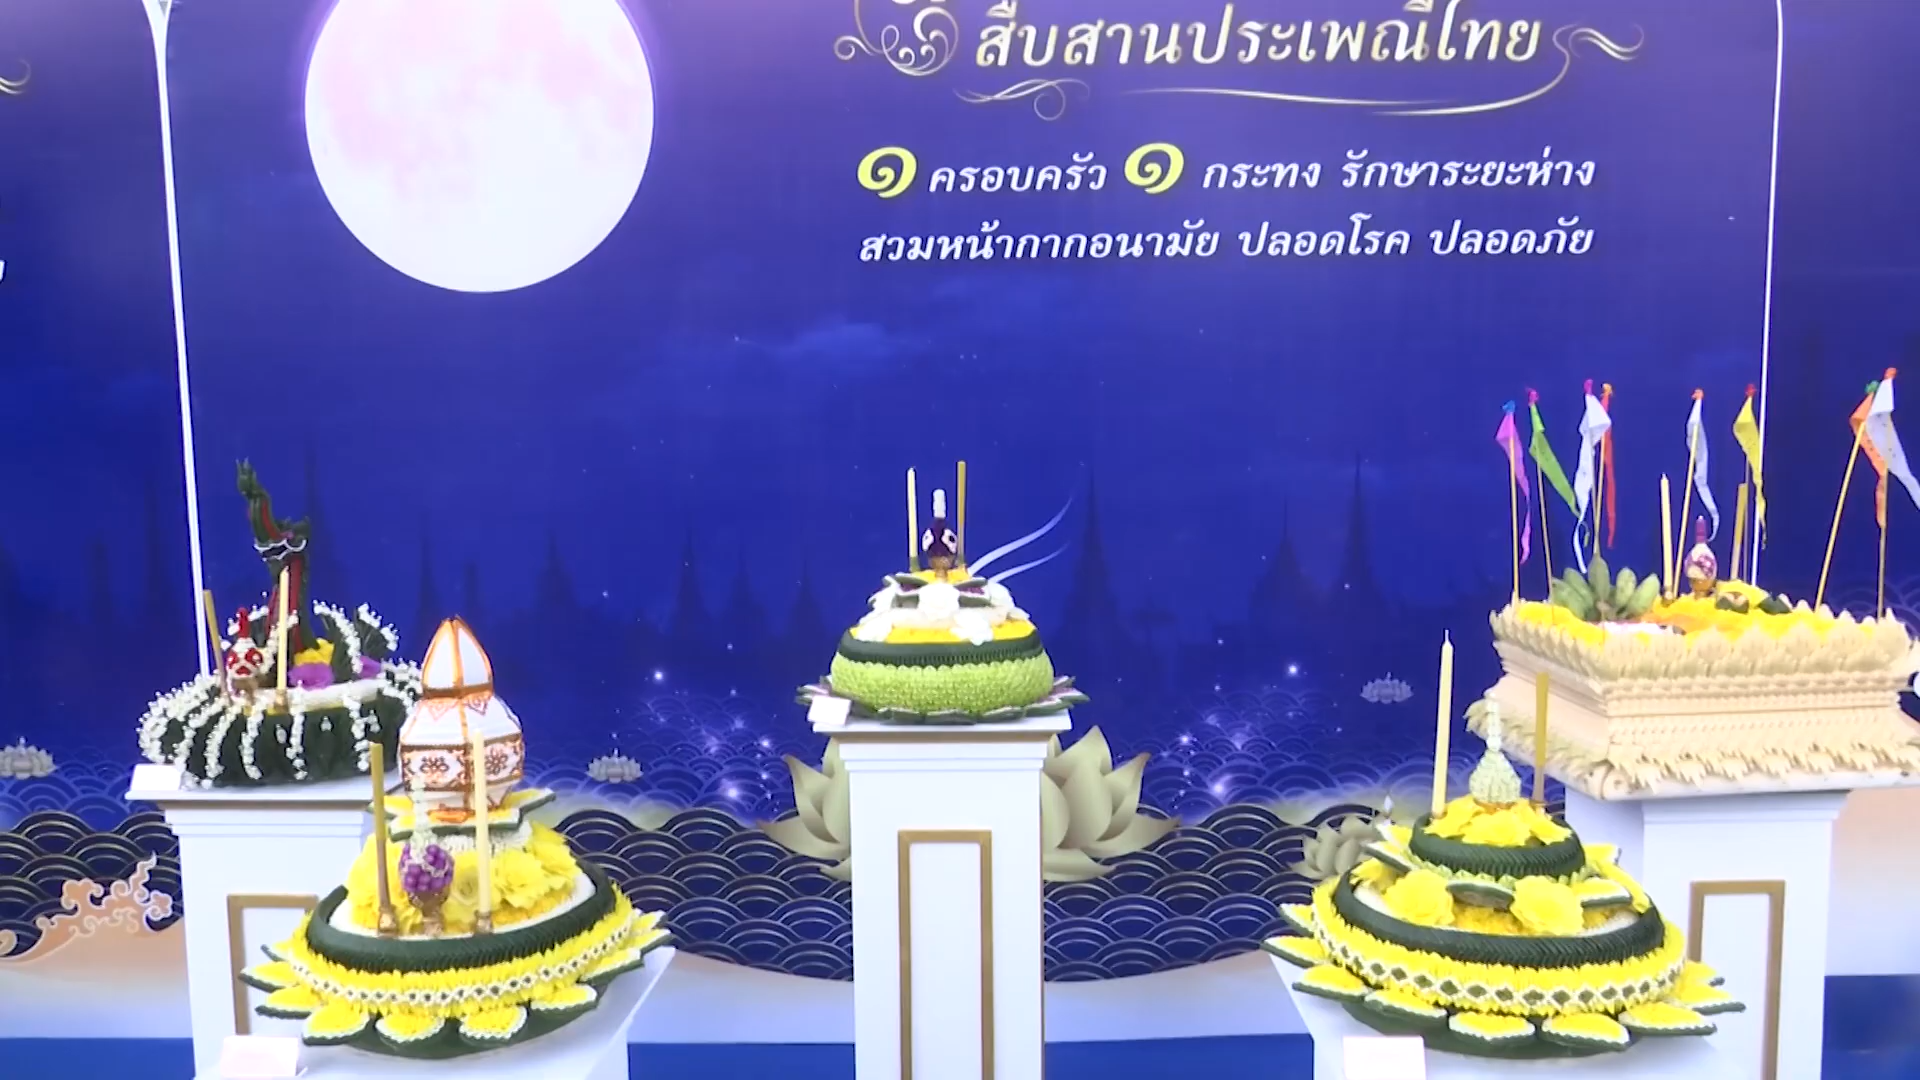 สืบสานประเพณีไทย
๑ ครอบครัว ๑ กระทง รักษาระยะห่าง
สวมหน้ากากอนามัย ปลอดโรค ปลอดภัย